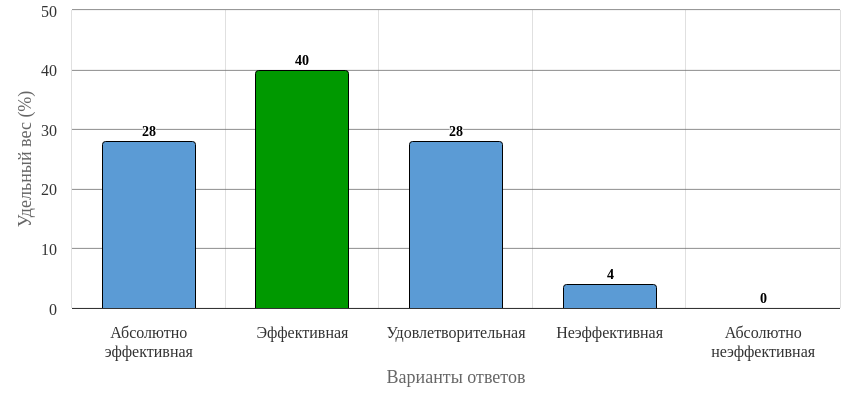 50
40
30
20
10
0
Удельный вес (%)
28
40
28
4
0
Абсолютно
эффективная
Эффективная
Удовлетворительная
Неэффективная
Абсолютно
неэффективная
Варианты ответов